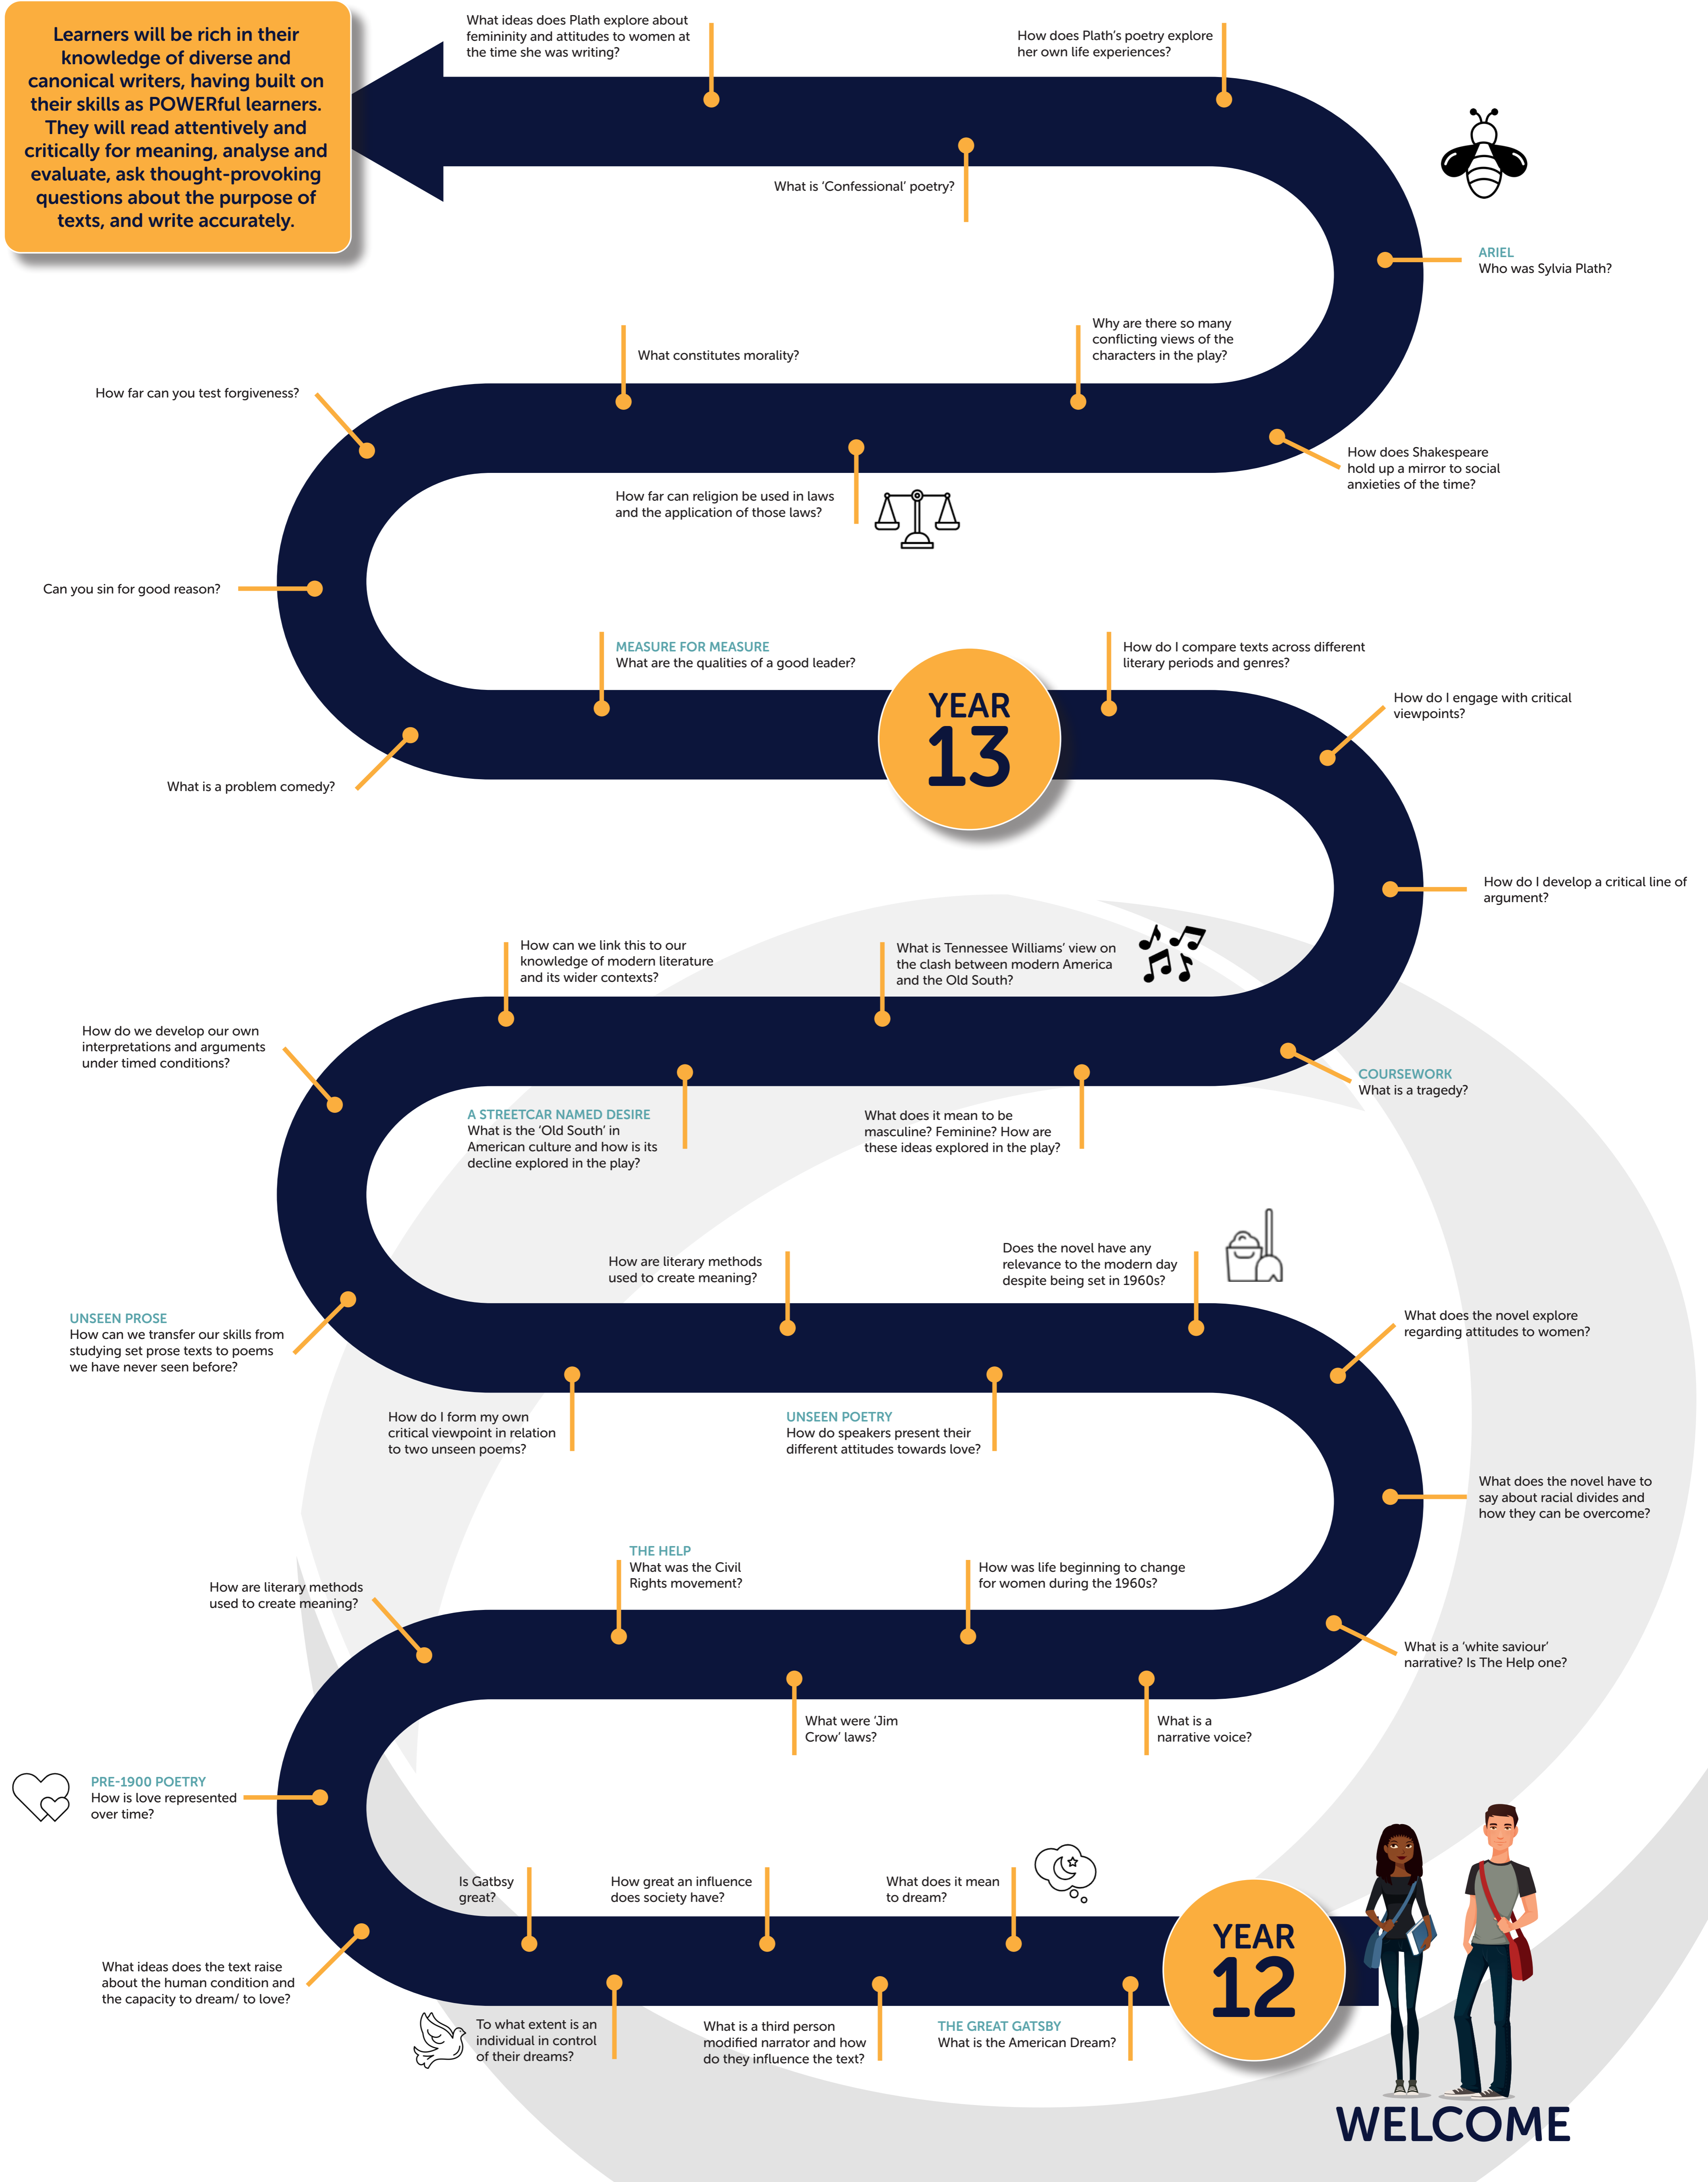 Learners will be rich in their
knowledge of diverse and
canonical writers, having built on
their skills as POWERful learners.
They will read attentively and
critically for meaning, analyse and
evaluate, ask thought-provoking
questions about the purpose of
texts, and write accurately.
What ideas does Plath explore about
femininity and attitudes to women at
the time she was writing?
How does Plath’s poetry explore
her own life experiences?
What is ‘Confessional’ poetry?
ARIEL
Who was Sylvia Plath?
Why are there so many
conflicting views of the
characters in the play?
What constitutes morality?
How far can you test forgiveness?
How does Shakespeare
hold up a mirror to social
anxieties of the time?
How far can religion be used in laws
and the application of those laws?
Can you sin for good reason?
MEASURE FOR MEASURE
What are the qualities of a good leader?
YEAR
13
How do I compare texts across different
literary periods and genres?
How do I engage with critical
viewpoints?
What is a problem comedy?
How do I develop a critical line of
argument?
How can we link this to our
knowledge of modern literature
and its wider contexts?
What is Tennessee Williams’ view on
the clash between modern America
and the Old South?
How do we develop our own
interpretations and arguments
under timed conditions?
COURSEWORK
What is a tragedy?
A STREETCAR NAMED DESIRE
What is the ‘Old South’ in
American culture and how is its
decline explored in the play?
What does it mean to be
masculine? Feminine? How are
these ideas explored in the play?
How are literary methods
used to create meaning?
Does the novel have any
relevance to the modern day
despite being set in 1960s?
UNSEEN PROSE
How can we transfer our skills from
studying set prose texts to poems
we have never seen before?
What does the novel explore
regarding attitudes to women?
How do I form my own
critical viewpoint in relation
to two unseen poems?
UNSEEN POETRY
How do speakers present their
different attitudes towards love?
What does the novel have to
say about racial divides and
how they can be overcome?
THE HELP
What was the Civil
Rights movement?
How was life beginning to change
for women during the 1960s?
How are literary methods
used to create meaning?
What is a ‘white saviour’
narrative? Is The Help one?
What were ‘Jim
Crow’ laws?
What is a
narrative voice?
PRE-1900 POETRY
How is love represented
over time?
Is Gatbsy
great?
How great an influence
does society have?
What does it mean
to dream?
YEAR
12
What ideas does the text raise
about the human condition and
the capacity to dream/ to love?
To what extent is an
individual in control
of their dreams?
What is a third person
modified narrator and how
do they influence the text?
THE GREAT GATSBY
What is the American Dream?
WELCOME